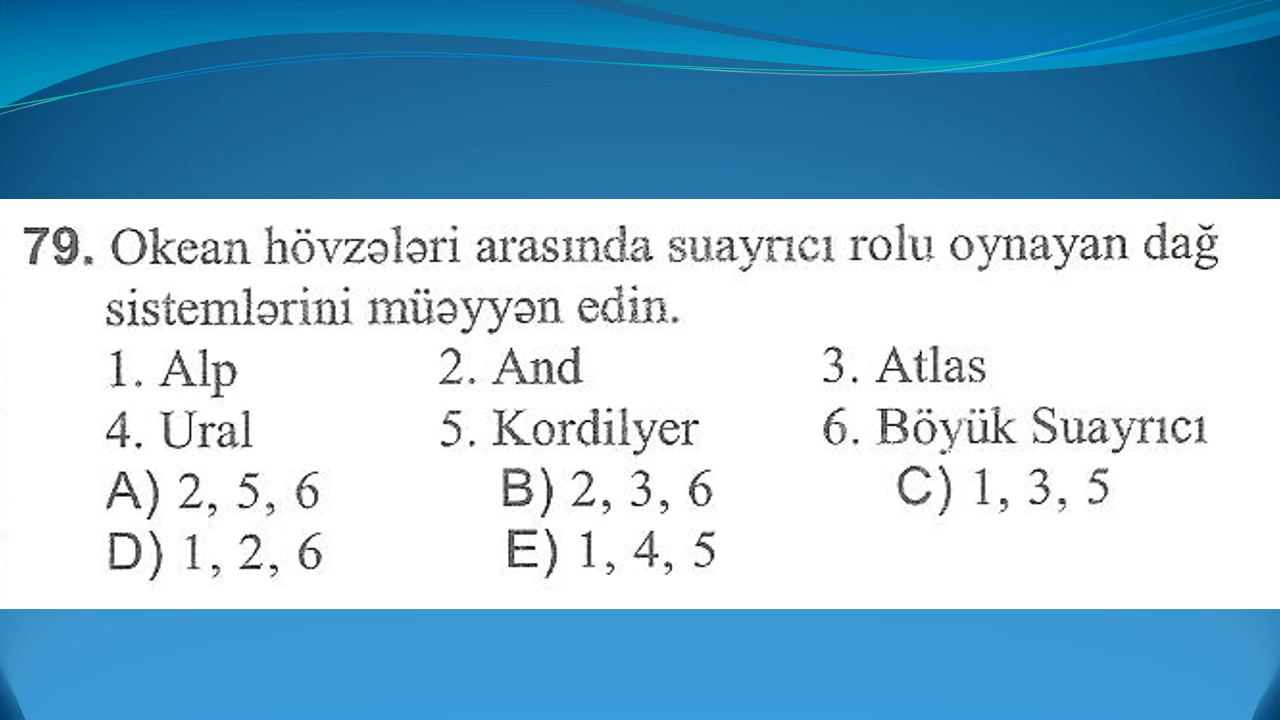 79. Okean hövzələri arasında suayrıcı rolu oynayan dağ
sistemlərini müəyyən edin.
1. Alp 2. And 3. Atlas
4. Ural 5. Kordilyer 6. Böyük Suayrıcı
A) 2, 5, 6 B) 2, 3, 6 C) 1, 3, 5
D) 1, 2, 6 E) 1, 4, 5